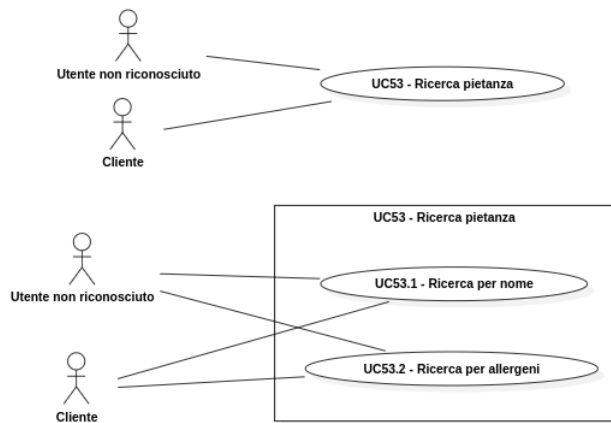 Utente non riconosciuto
UC53 - Ricerca pietanza
Cliente
UC53 - Ricerca pietanza
Utente non riconosciuto
UC53.1 - Ricerca per nome
UC53.2 - Ricerca per allergeni
Cliente